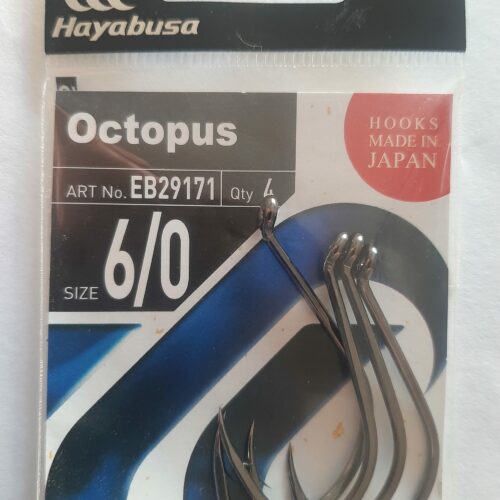 Hayabusa
Octopus
HOOKS
MADE IN
JAPAN
ART No. EB29171 Qty 4
SIZE 6/0